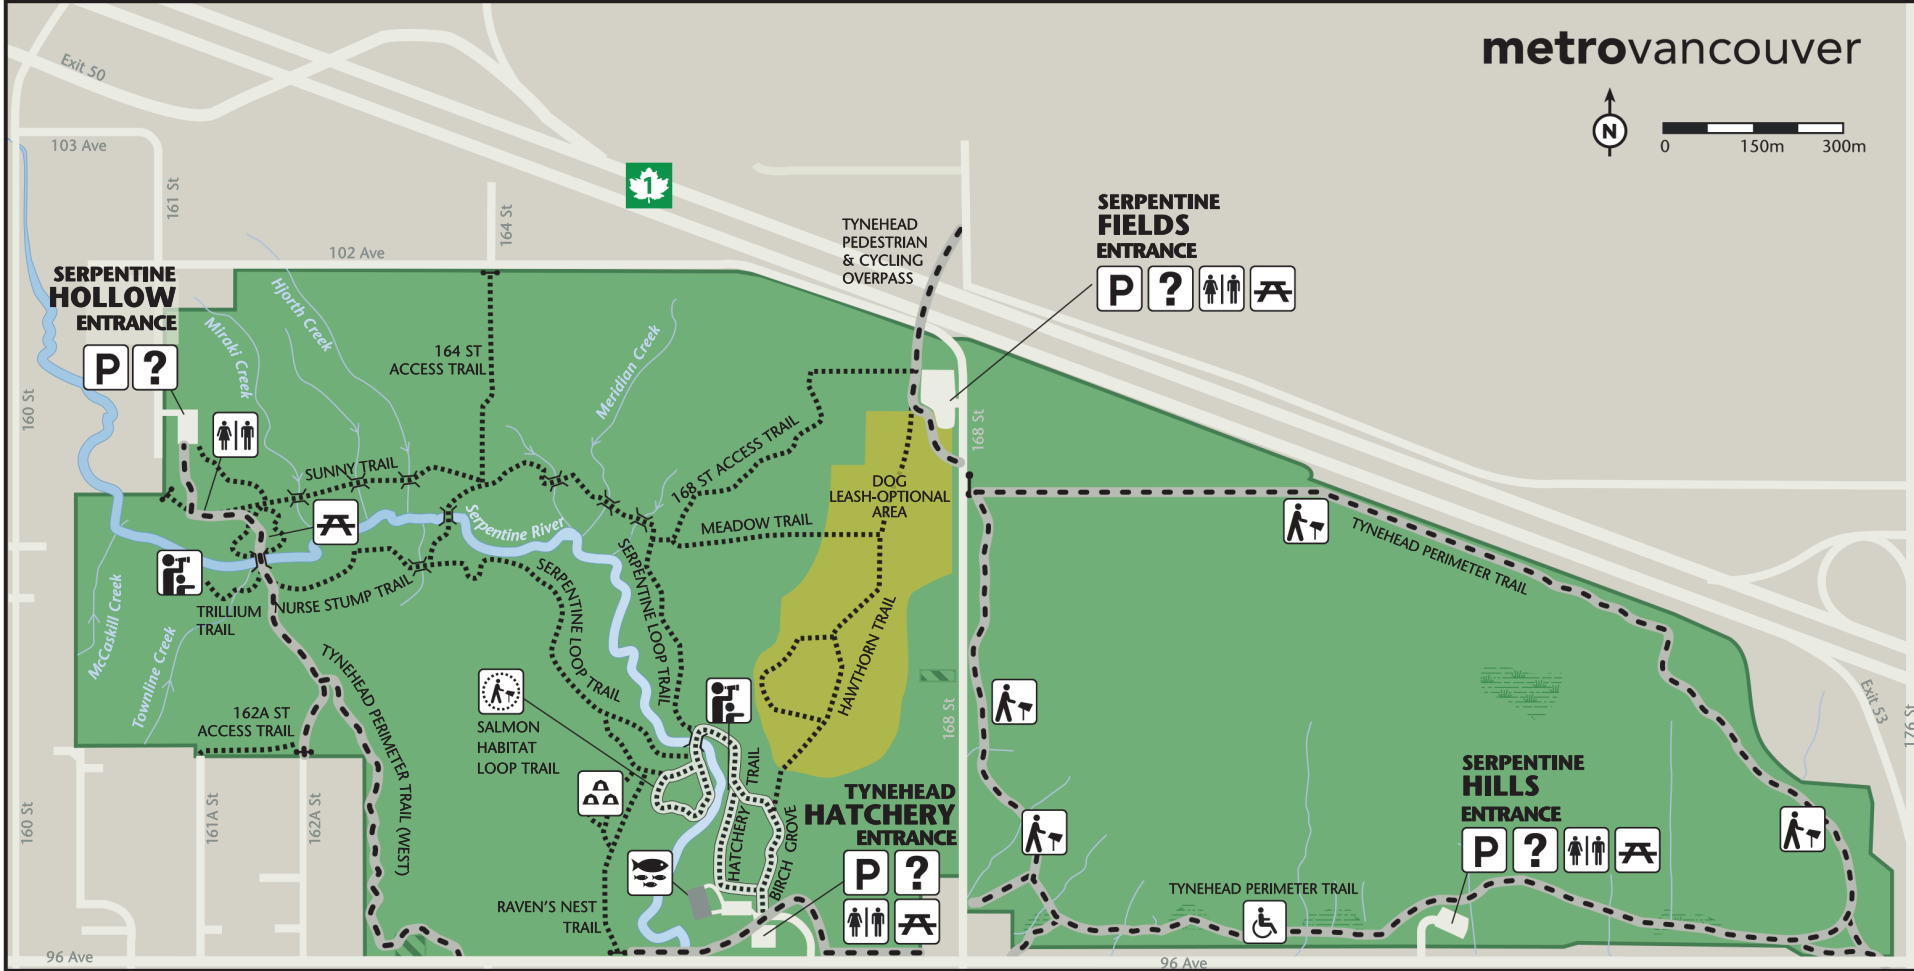 metrovancouver
N
0 150m 300m
Exit 50
103 Ave
161 St
164 St
102 Ave
1
TYNEHEAD
PEDESTRIAN
& CYCLING
OVERPASS
SERPENTINE
FIELDS
ENTRANCE
P ?
SERPENTINE
HOLLOW
ENTRANCE
P ?
Hjorth Creek
Miraki Creek
164 ST
ACCESS TRAIL
Meridian Creek
160 St
168 St
SUNNY TRAIL
168 ST ACCESS TRAIL
DOG
LEASH-OPTIONAL
AREA
Serpentine River
MEADOW TRAIL
TYNEHEAD PERIMETER TRAIL
McCaskill Creek
TRILLIUM
TRAIL
NURSE STUMP TRAIL
SERPENTINE LOOP TRAIL
SERPENTINE LOOP TRAIL
HAWTHORN TRAIL
Townline Creek
TYNEHEAD PERIMETER TRAIL (WEST)
162A ST
ACCESS TRAIL
SALMON
HABITAT
LOOP TRAIL
168 St
Exit 53
176 St
160 St
161A St
162A St
HATCHERY TRAIL
BIRCH GROVE
TYNEHEAD
HATCHERY
ENTRANCE
P ?
SERPENTINE
HILLS
ENTRANCE
P ?
TYNEHEAD PERIMETER TRAIL
RAVEN'S NEST
TRAIL
96 Ave
96 Ave